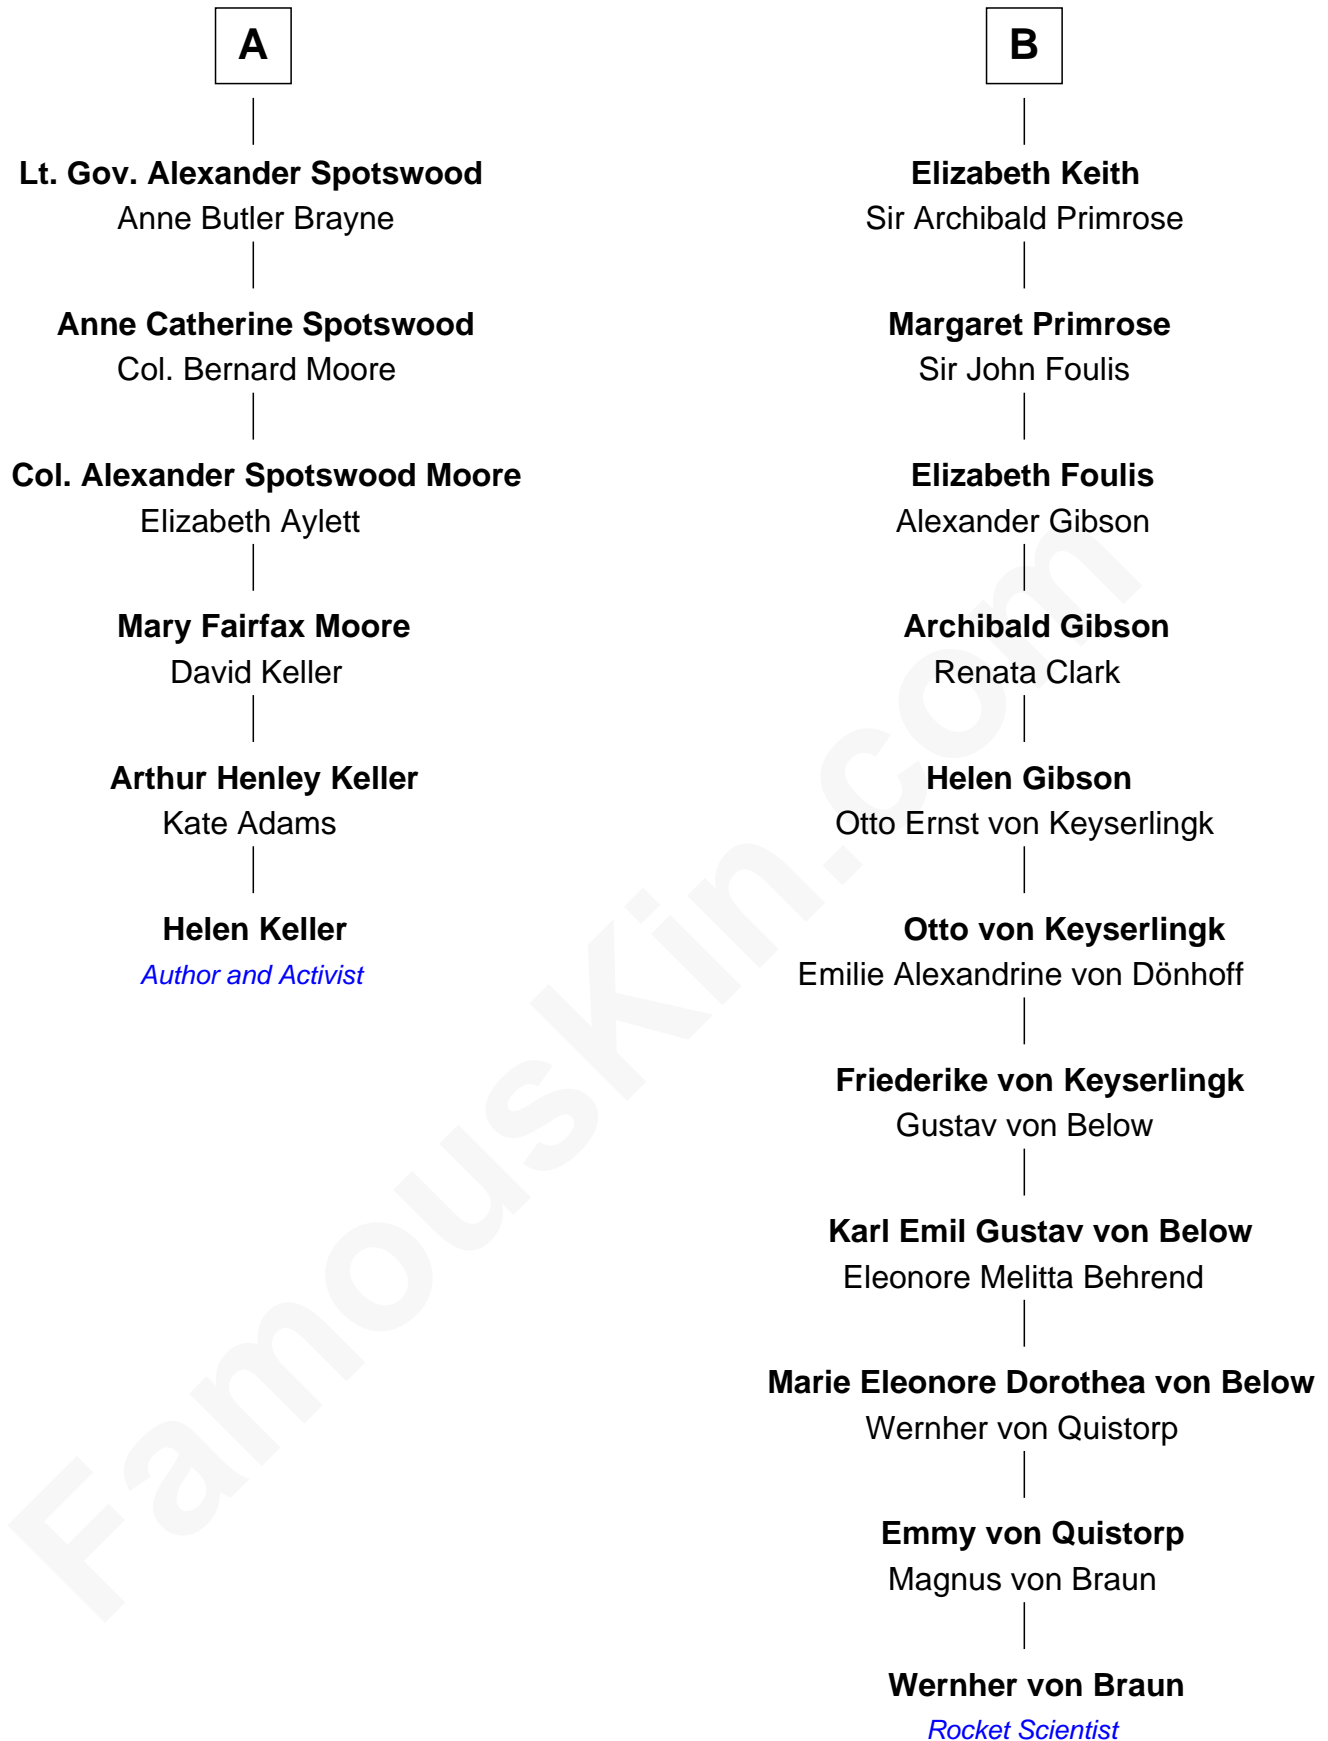 A
Lt. Gov. Alexander Spotswood
Anne Butler Brayne
Anne Catherine Spotswood
Col. Bernard Moore
Col. Alexander Spotswood Moore
Elizabeth Aylett
Mary Fairfax Moore
David Keller
Arthur Henley Keller
Kate Adams
Helen Keller
Author and Activist
B
Elizabeth Keith
Sir Archibald Primrose
Margaret Primrose
Sir John Foulis
Elizabeth Foulis
Alexander Gibson
Archibald Gibson
Renata Clark
Helen Gibson
Otto Ernst von Keyserlingk
Otto von Keyserlingk
Emilie Alexandrine von Dönhoff
Friederike von Keyserlingk
Gustav von Below
Karl Emil Gustav von Below
Eleonore Melitta Behrend
Marie Eleonore Dorothea von Below
Wernher von Quistorp
Emmy von Quistorp
Magnus von Braun
Wernher von Braun
Rocket Scientist
FamousKin.com